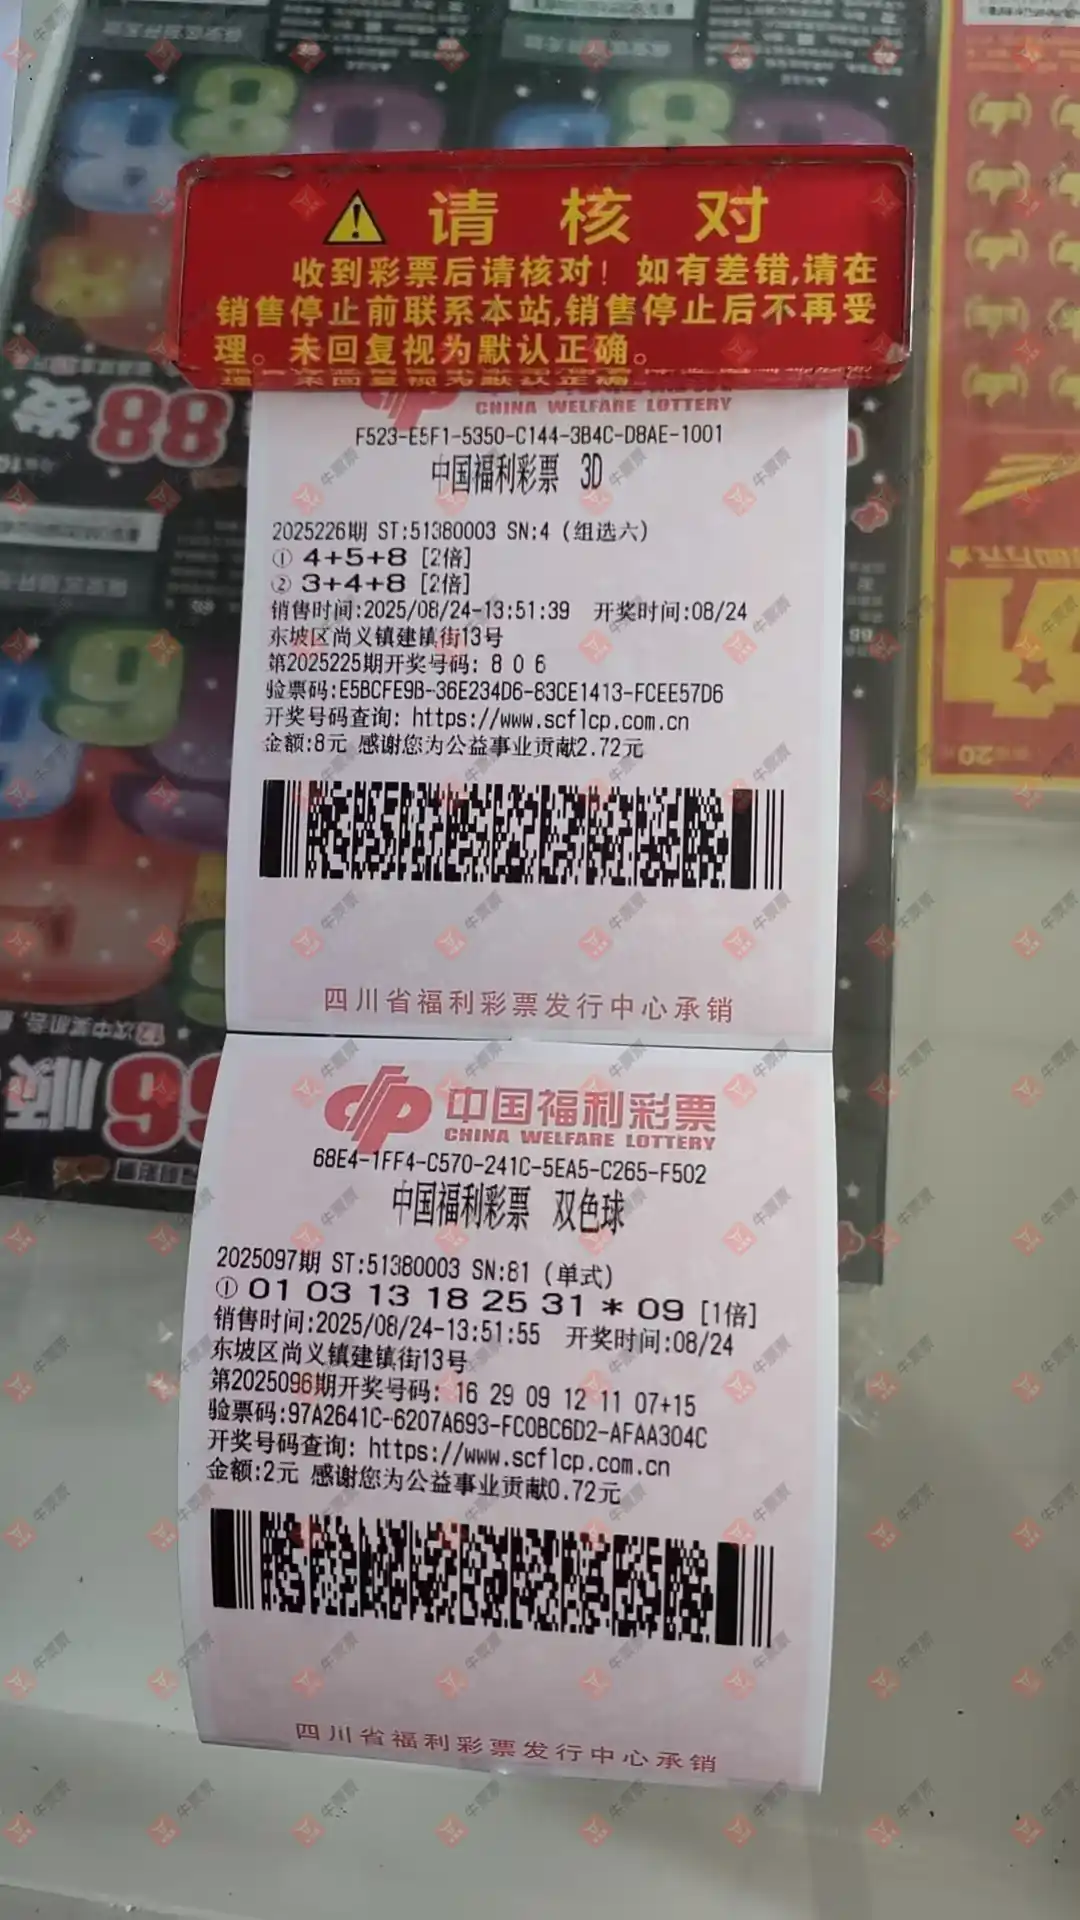 请核对
收到彩票后请核对！如有差错,请在
销售停止前联系本站,销售停止后不再受
理。未回复视为默认正确。
CHINA WELFARE LOTTERY
F523-E5F1-5350-C144-3B4C-D8AE-1001
中国福利彩票 3D
2025226期 ST:51380003 SN:4 (组选六)
① 4+5+8 [2倍]
② 3+4+8 [2倍]
销售时间:2025/08/24-13:51:39 开奖时间:08/24
东坡区尚义镇建镇街13号
第2025225期开奖号码: 8 0 6
验票码:E5BCFE9B-36E234D6-83CE1413-FCEE57D6
开奖号码查询: https://www.scflcp.com.cn
金额:8元 感谢您为公益事业贡献2.72元
四川省福利彩票发行中心承销
中国福利彩票
CHINA WELFARE LOTTERY
68E4-1FF4-C570-241C-5EA5-C265-F502
中国福利彩票 双色球
2025097期 ST:51380003 SN:81 (单式)
① 01 03 13 18 25 31 * 09 [1倍]
销售时间:2025/08/24-13:51:55 开奖时间:08/24
东坡区尚义镇建镇街13号
第2025096期开奖号码: 16 29 09 12 11 07+15
验票码:97A2641C-6207A693-FC0BC6D2-AFAA304C
开奖号码查询: https://www.scflcp.com.cn
金额:2元 感谢您为公益事业贡献0.72元
四川省福利彩票发行中心承销
88发
66顺
牛票票